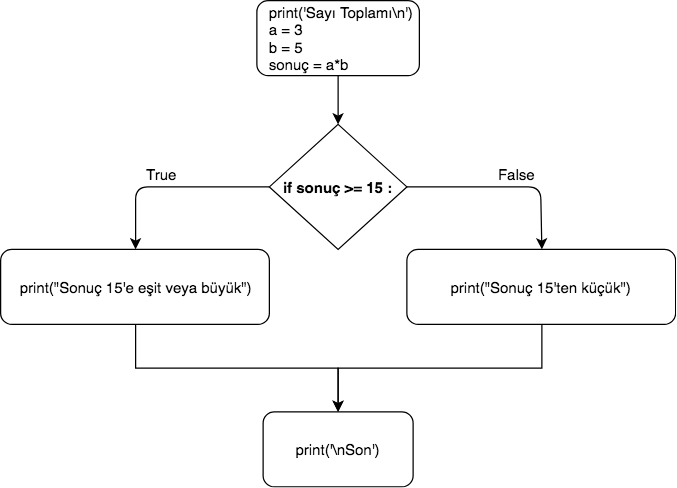 print('Sayı Toplamı\n')
a = 3
b = 5
sonuç = a*b
if sonuç >= 15 :
True
False
print("Sonuç 15'e eşit veya büyük")
print("Sonuç 15'ten küçük")
print('\nSon')